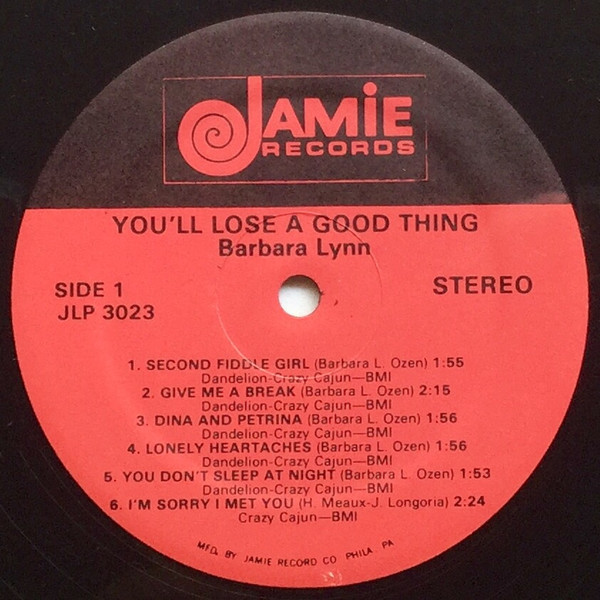 JAMiE
RECORDS
YOU'LL LOSE A GOOD THING
Barbara Lynn
SIDE 1
JLP 3023
STEREO
1. SECOND FIDDLE GIRL (Barbara L. Ozen) 1:55
Dandelion-Crazy Cajun—BMI
2. GIVE ME A BREAK (Barbara L. Ozen) 2:15
Dandelion-Crazy Cajun—BMI
3. DINA AND PETRINA (Barbara L. Ozen) 1:56
Dandelion-Crazy Cajun—BMI
4. LONELY HEARTACHES (Barbara L. Ozen) 1:56
Dandelion-Crazy Cajun—BMI
5. YOU DON'T SLEEP AT NIGHT (Barbara L. Ozen) 1:53
Dandelion-Crazy Cajun—BMI
6. I'M SORRY I MET YOU (H. Meaux-J. Longoria) 2:24
Crazy Cajun—BMI
MFD. BY JAMIE RECORD CO PHILA. PA